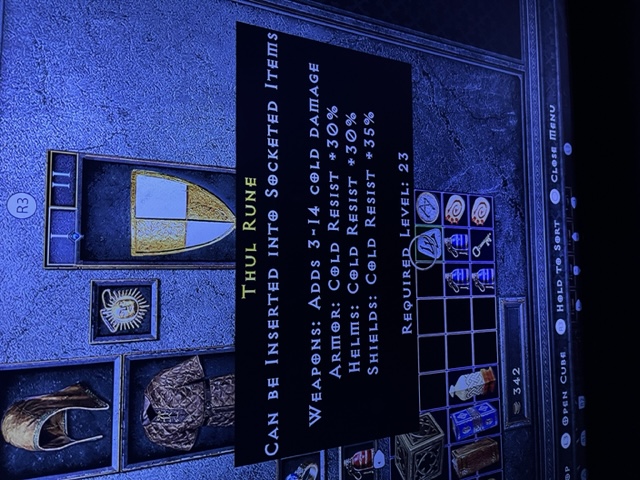 R3
I
II
Thul Rune
Can be Inserted into Socketed Items
Weapons: Adds 3-14 cold damage
Armor: Cold Resist +30%
Helms: Cold Resist +30%
Shields: Cold Resist +35%
Required Level: 23
342
Open Cube
Hold to Sort
Close Menu